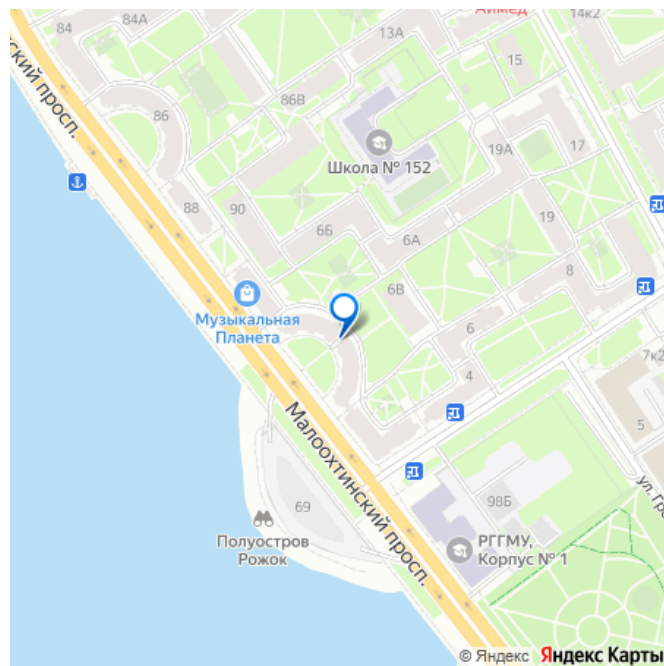 Аймед
14к2
84
84А
13А
15
ский просп.
86
86В
Школа № 152
19А
17
88
90
6Б
6А
19
8
6В
Музыкальная
Планета
6
7к2
4
5
Малоохтинский просп.
69
98Б
ул. Гро
Полуостров
Рожок
РГГМУ,
Корпус № 1
© Яндекс Яндекс Карты